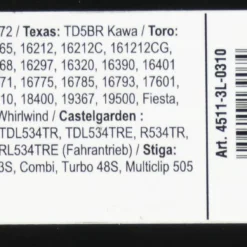 72 / Texas: TD5BR Kawa / Toro:
65, 16212, 16212C, 161212CG,
68, 16297, 16320, 16390, 16401
71, 16775, 16785, 16793, 17601,
10, 18400, 19367, 19500, Fiesta,
Whirlwind / Castelgarden :
TDL534TR, TDL534TRE, R534TR,
RL534TRE (Fahrantrieb) / Stiga:
3S, Combi, Turbo 48S, Multiclip 505
Art. 4511-3L-0310